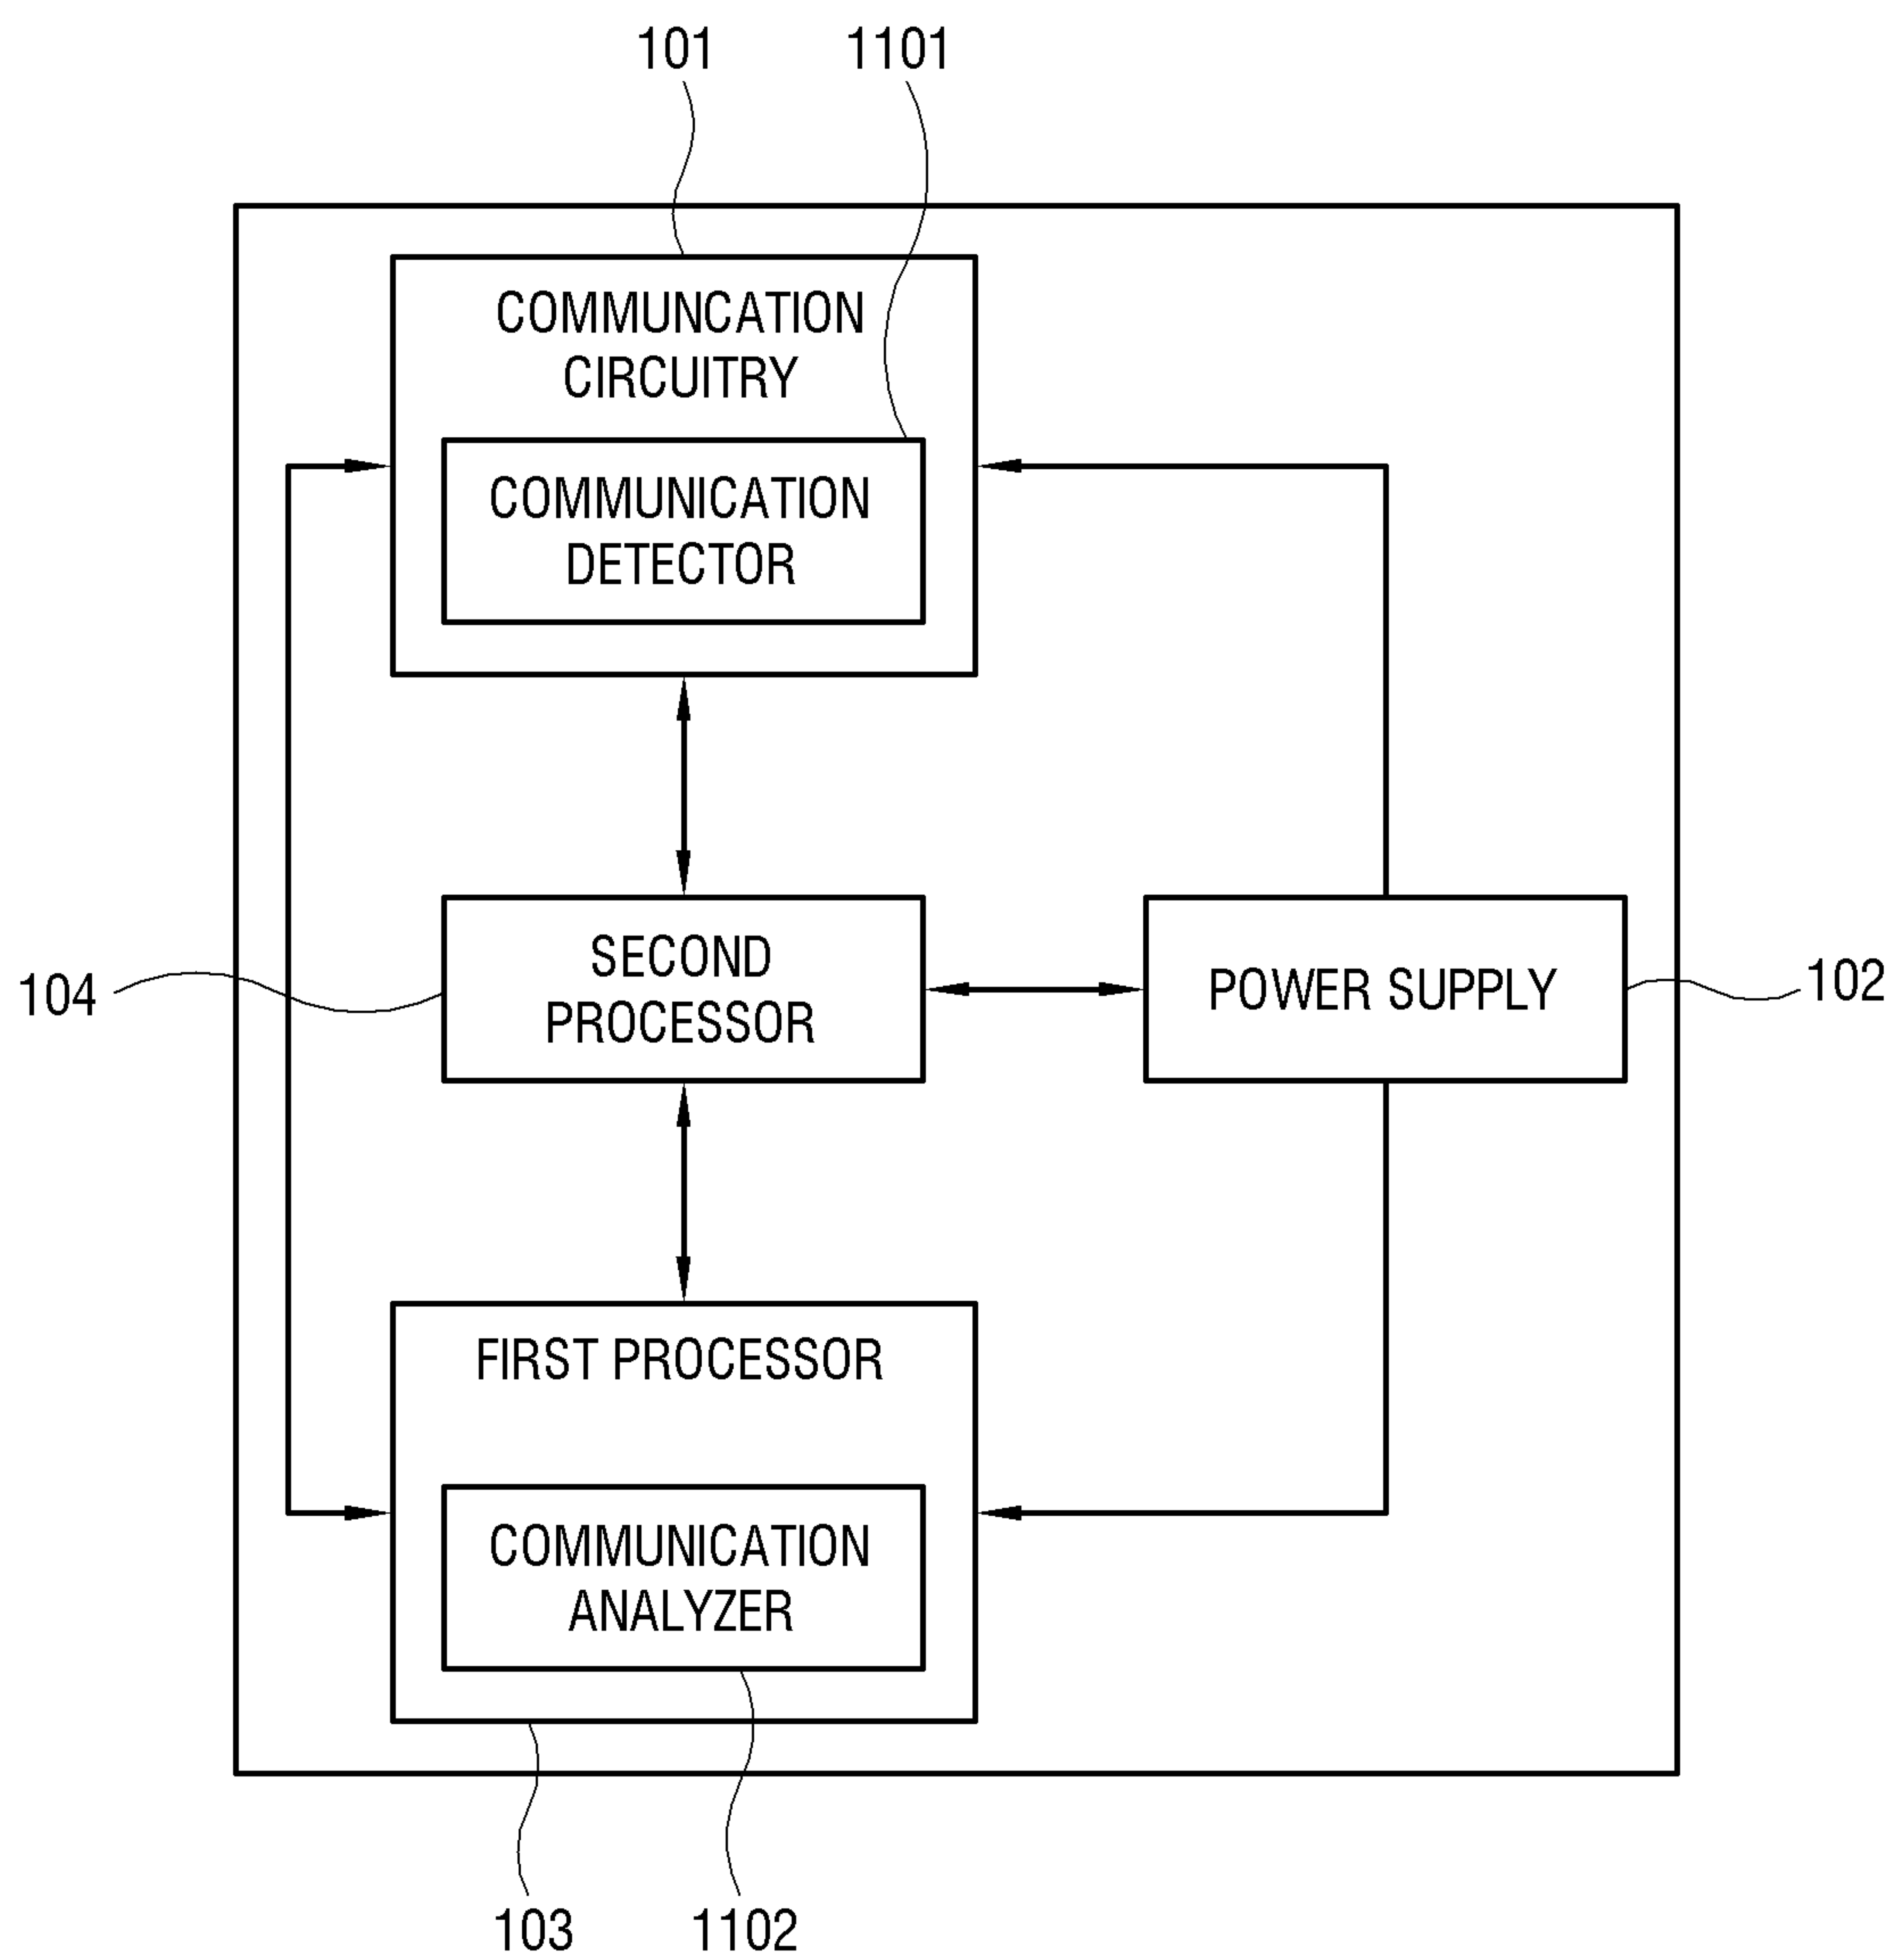 101
1101
COMMUNCATION
CIRCUITRY
COMMUNICATION
DETECTOR
SECOND
PROCESSOR
104
POWER SUPPLY
102
FIRST PROCESSOR
COMMUNICATION
ANALYZER
103
1102